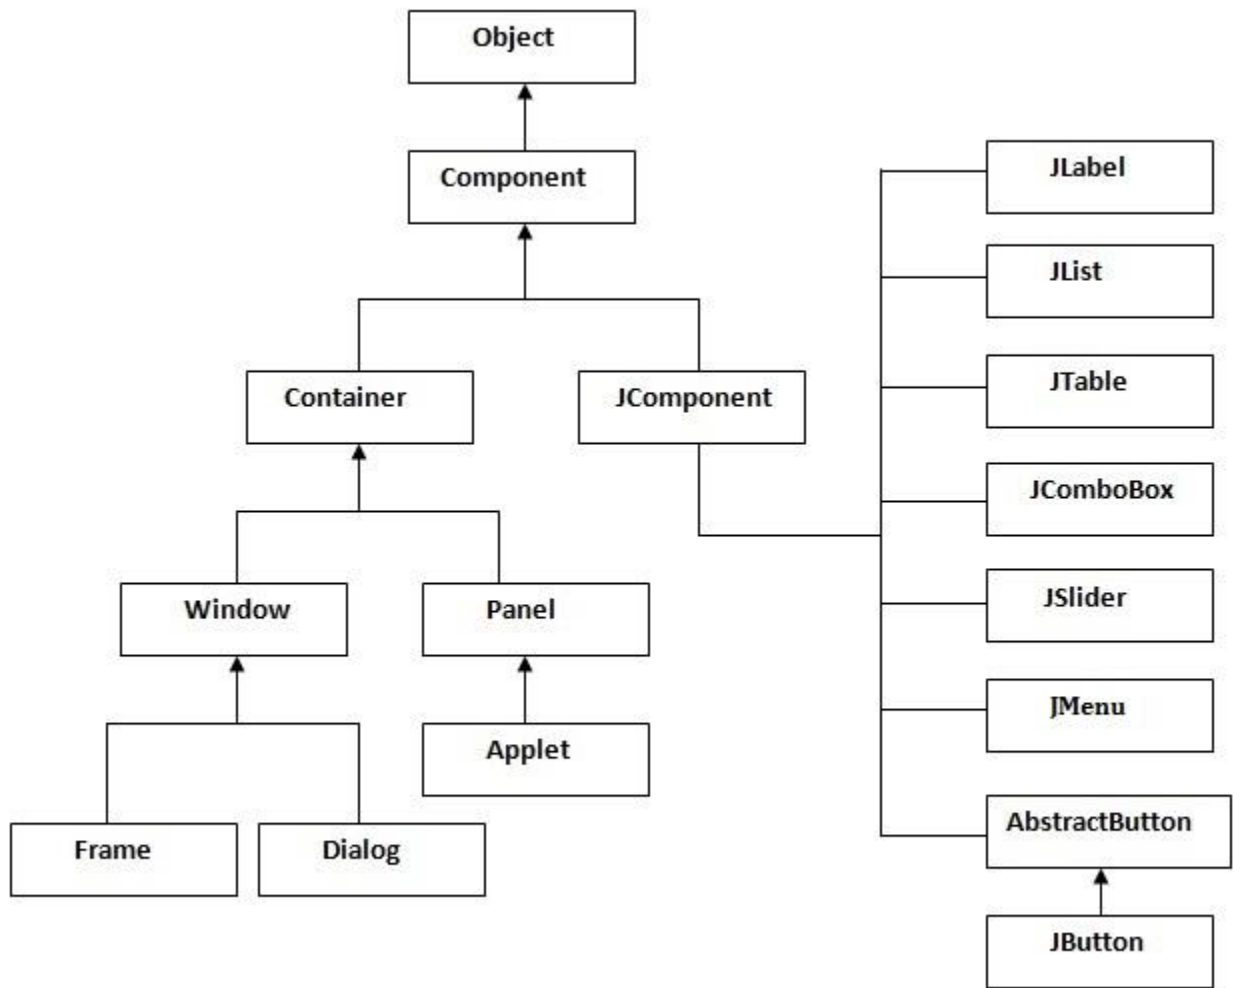 Object
Component
Container
JComponent
Window
Panel
Applet
Frame
Dialog
JLabel
JList
JTable
JComboBox
JSlider
JMenu
AbstractButton
JButton